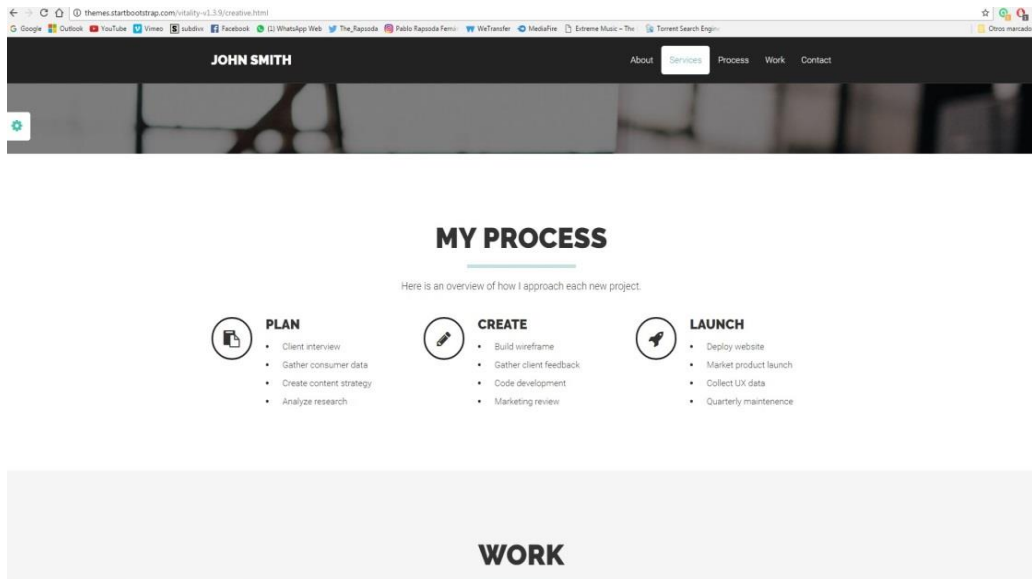 themes.startbootstrap.com/vitality-v1.3.9/creative.html
Google Outlook YouTube Vimeo subdivx Facebook (1) WhatsApp Web The_Rapsoda Pablo Rapsoda Ferná WeTransfer MediaFire Extreme Music – The Torrent Search Engine Otros marcado
JOHN SMITH About Services Process Work Contact
MY PROCESS
Here is an overview of how I approach each new project.
PLAN
• Client interview
• Gather consumer data
• Create content strategy
• Analyze research
CREATE
• Build wireframe
• Gather client feedback
• Code development
• Marketing review
LAUNCH
• Deploy website
• Market product launch
• Collect UX data
• Quarterly maintenence
WORK